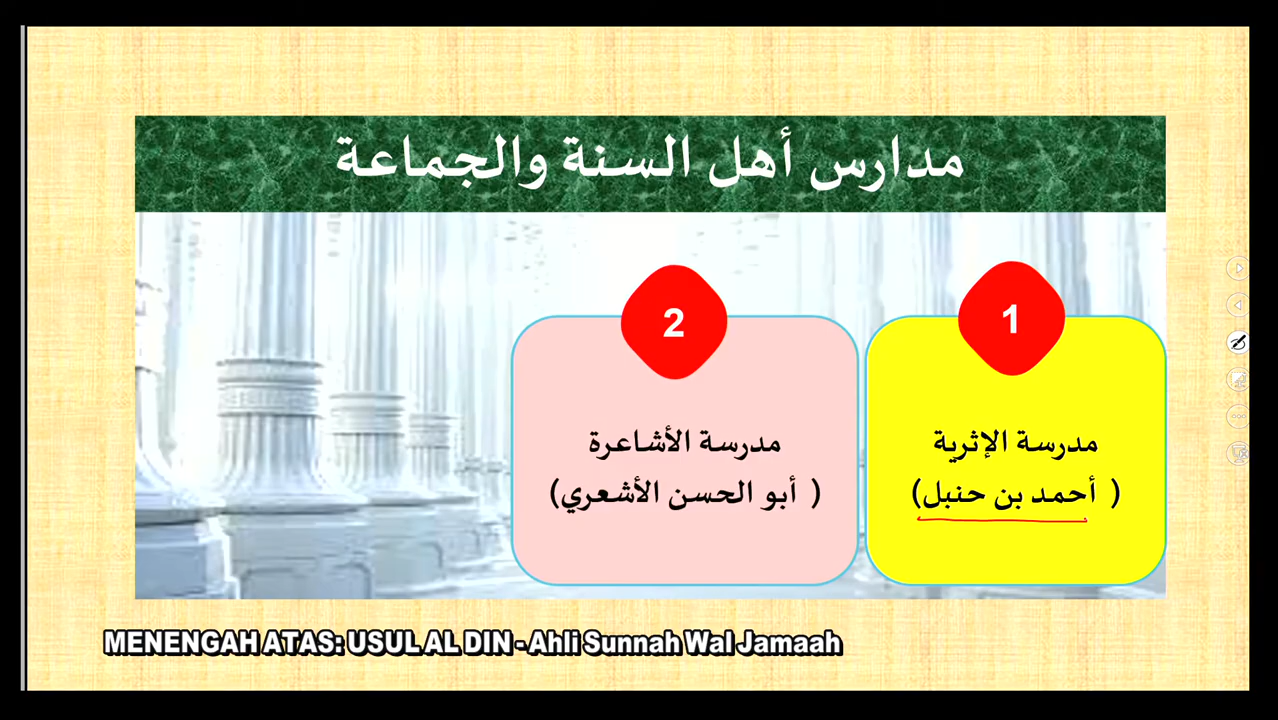 مدارس أهل السنة والجماعة
1
مدرسة الإثرية
( أحمد بن حنبل)
2
مدرسة الأشاعرة
( أبو الحسن الأشعري)
MENENGAH ATAS: USUL AL DIN - Ahli Sunnah Wal Jamaah